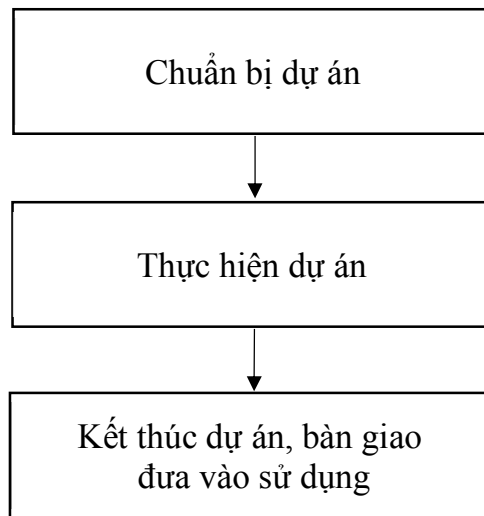 Chuẩn bị dự án
Thực hiện dự án
Kết thúc dự án, bàn giao
đưa vào sử dụng